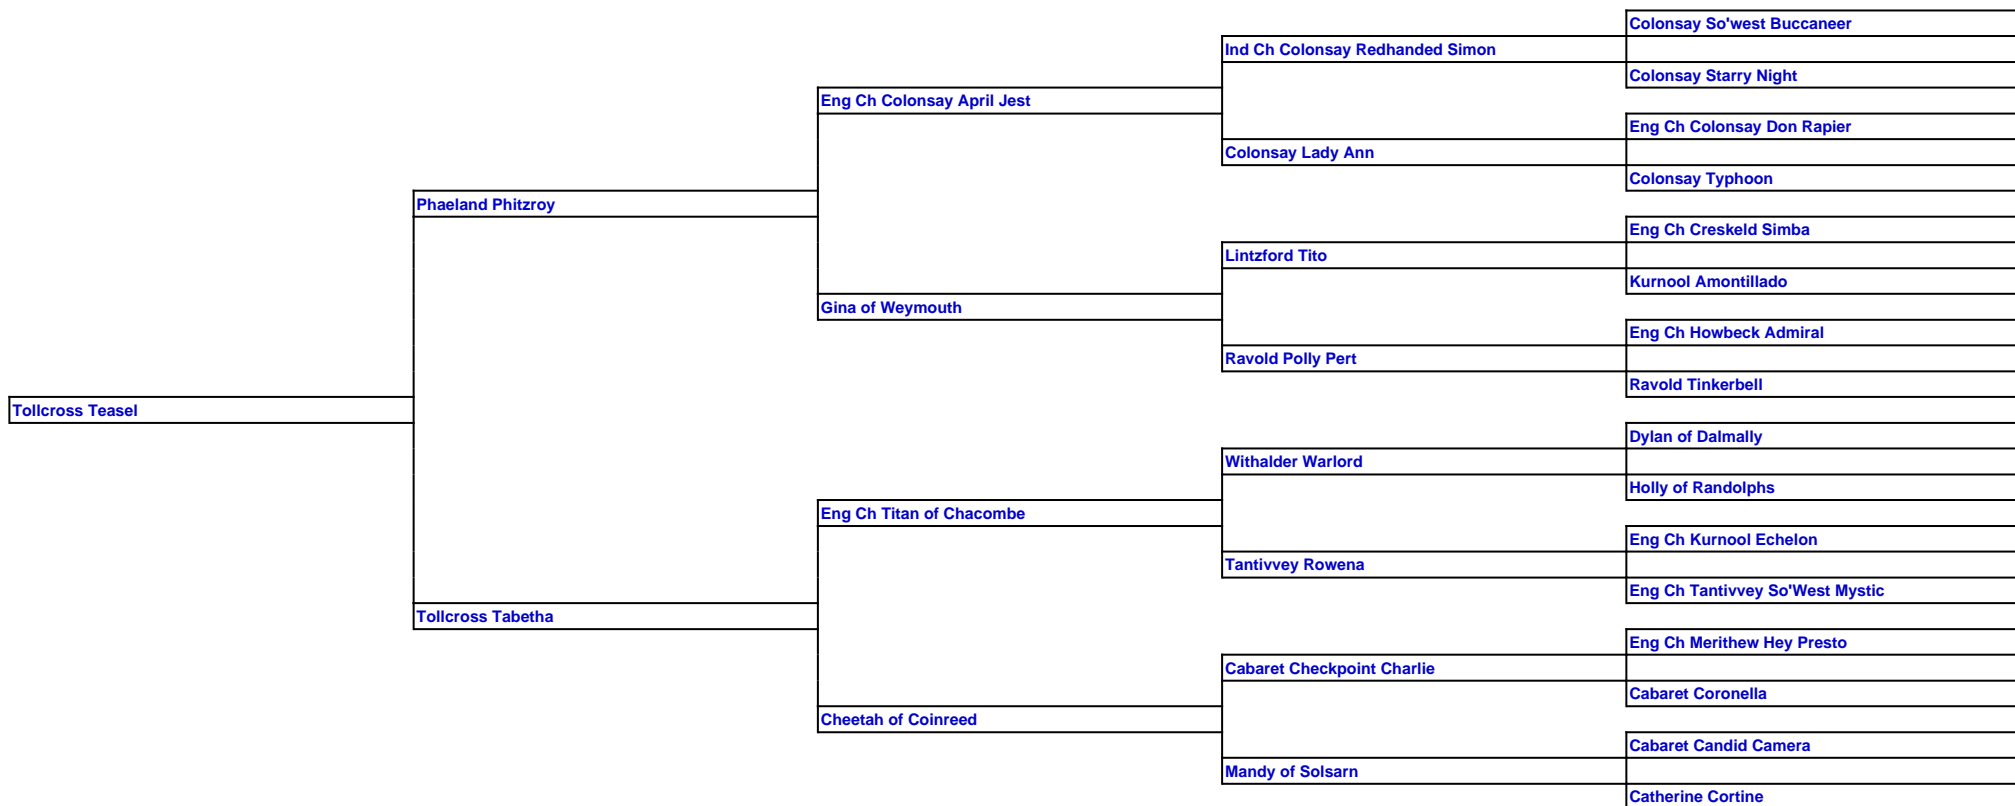 Colonsay So'west Buccaneer
Ind Ch Colonsay Redhanded Simon
Colonsay Starry Night
Eng Ch Colonsay April Jest
Eng Ch Colonsay Don Rapier
Colonsay Lady Ann
Colonsay Typhoon
Phaeland Phitzroy
Eng Ch Creskeld Simba
Lintzford Tito
Kurnool Amontillado
Gina of Weymouth
Eng Ch Howbeck Admiral
Ravold Polly Pert
Ravold Tinkerbell
Tollcross Teasel
Dylan of Dalmally
Withalder Warlord
Holly of Randolphs
Eng Ch Titan of Chacombe
Eng Ch Kurnool Echelon
Tantivvey Rowena
Eng Ch Tantivvey So'West Mystic
Tollcross Tabetha
Eng Ch Merithew Hey Presto
Cabaret Checkpoint Charlie
Cabaret Coronella
Cheetah of Coinreed
Cabaret Candid Camera
Mandy of Solsarn
Catherine Cortine